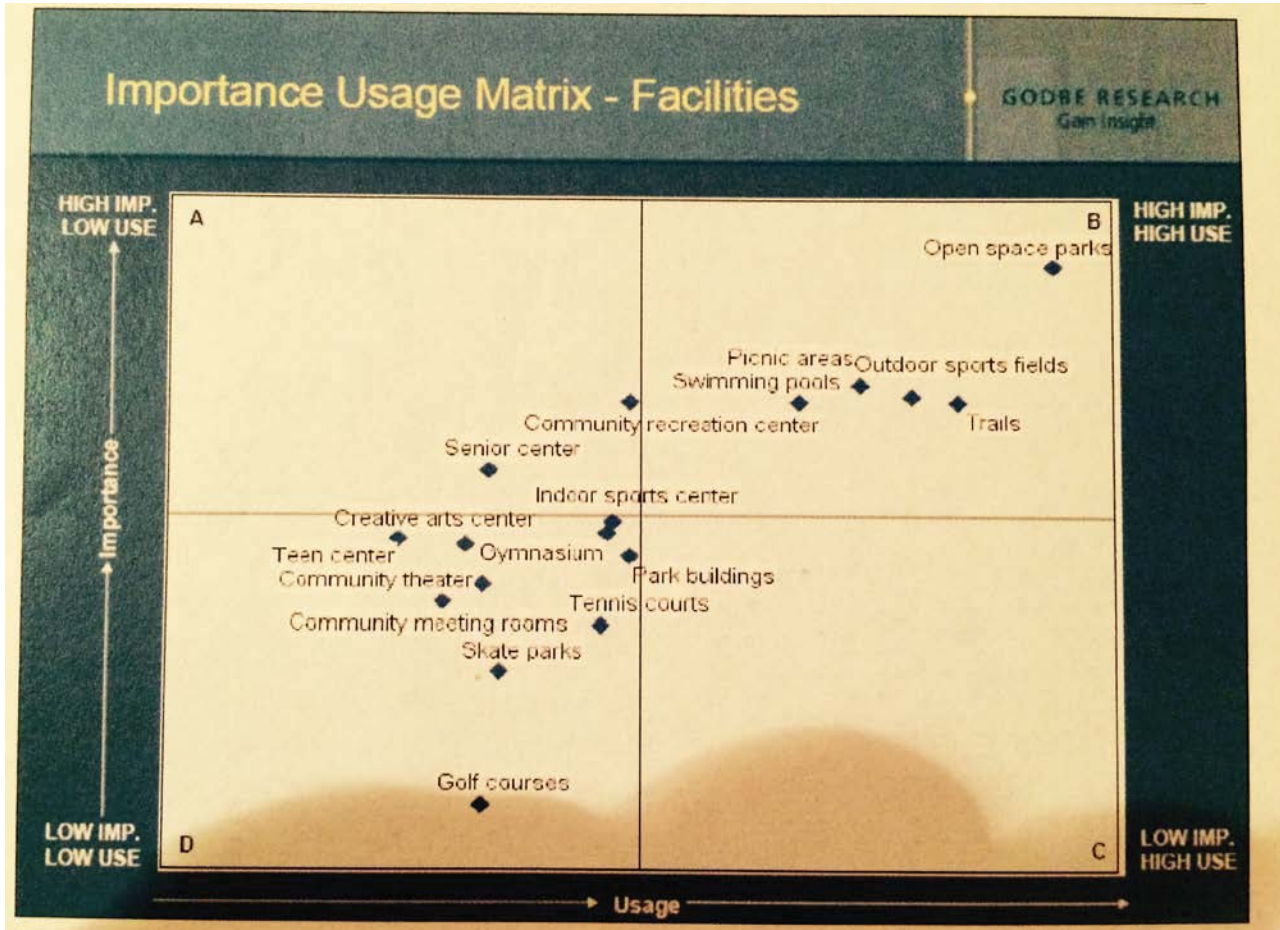 Importance Usage Matrix - Facilities
GODBE RESEARCH
Gain Insight
HIGH IMP.
LOW USE
A
B
HIGH IMP.
HIGH USE
Open space parks
Picnic areas
Outdoor sports fields
Swimming pools
Community recreation center
Trails
Senior center
Indoor sports center
Creative arts center
Teen center
Gymnasium
Community theater
Park buildings
Tennis courts
Community meeting rooms
Skate parks
Importance
Golf courses
LOW IMP.
LOW USE
D
C
LOW IMP.
HIGH USE
Usage